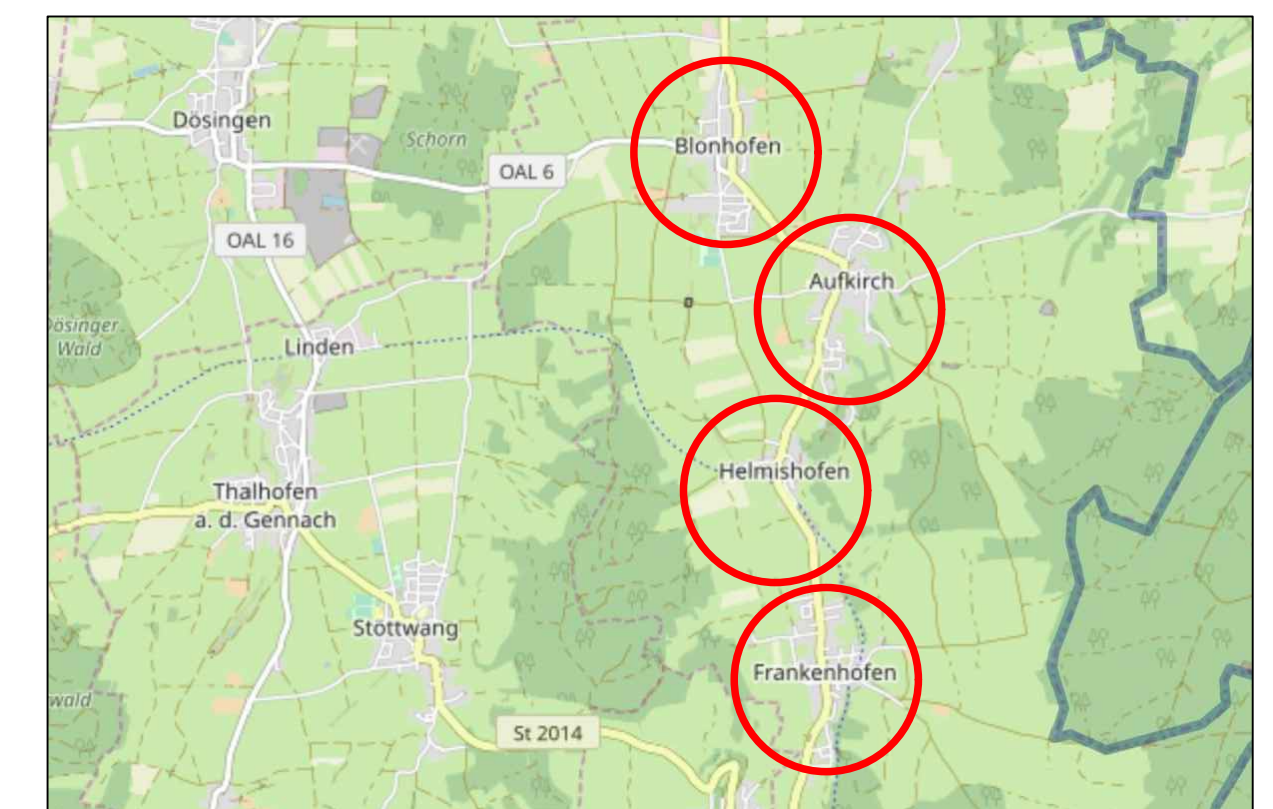 Dösingen
Schorn
Blonhofen
OAL 6
OAL 16
Aufkirch
Dösinger
Wald
Linden
Helmishofen
Thalhofen
a. d. Gennach
Stöttwang
Frankenhofen
wald
St 2014